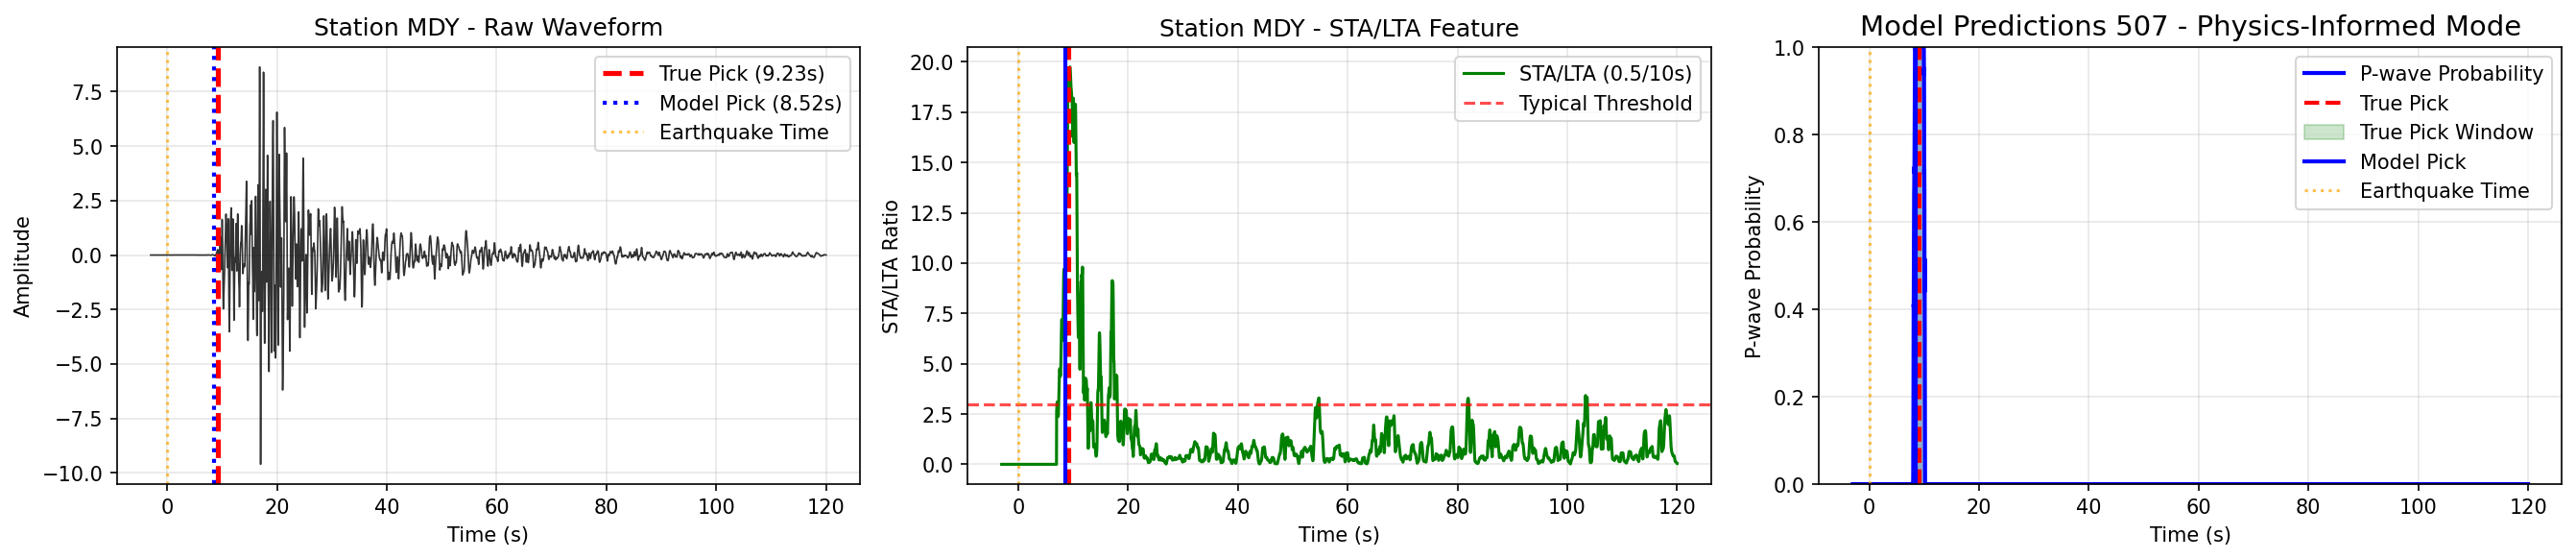 Station MDY - Raw Waveform
True Pick (9.23s)
Model Pick (8.52s)
Earthquake Time
Amplitude
7.5
5.0
2.5
0.0
−2.5
−5.0
−7.5
−10.0
0 20 40 60 80 100 120
Time (s)
Station MDY - STA/LTA Feature
STA/LTA (0.5/10s)
Typical Threshold
STA/LTA Ratio
20.0
17.5
15.0
12.5
10.0
7.5
5.0
2.5
0.0
0 20 40 60 80 100 120
Time (s)
Model Predictions 507 - Physics-Informed Mode
P-wave Probability
True Pick
True Pick Window
Model Pick
Earthquake Time
P-wave Probability
1.0
0.8
0.6
0.4
0.2
0.0
0 20 40 60 80 100 120
Time (s)